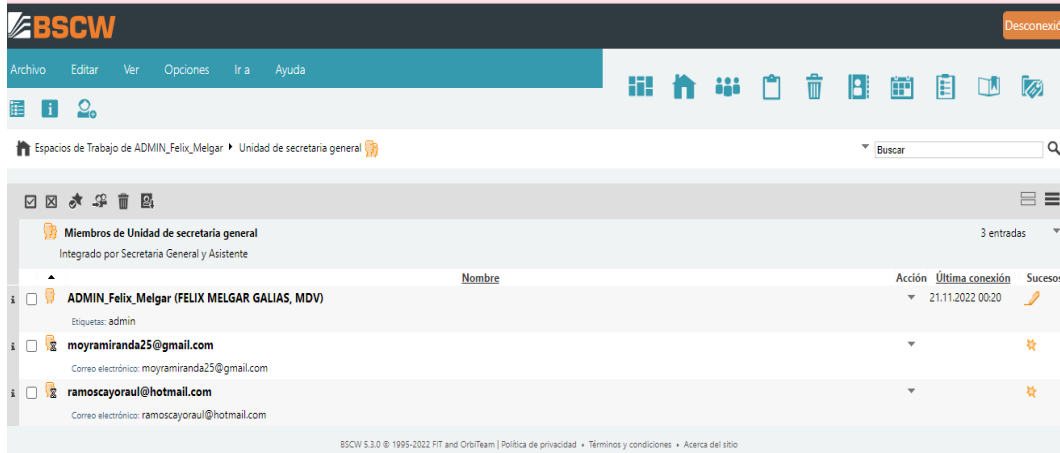 BSCW
Desconexió
Archivo Editar Ver Opciones Ir a Ayuda
Espacios de Trabajo de ADMIN_Felix_Melgar Unidad de secretaria general
Buscar
Miembros de Unidad de secretaria general
3 entradas
Integrado por Secretaria General y Asistente
Nombre Acción Última conexión Sucesos
ADMIN_Felix_Melgar (FELIX MELGAR GALIAS, MDV) 21.11.2022 00:20
Etiquetas: admin
moyramiranda25@gmail.com
Correo electrónico: moyramiranda25@gmail.com
ramoscayoraul@hotmail.com
Correo electrónico: ramoscayoraul@hotmail.com
BSCW 5.3.0 © 1995-2022 FIT and OrbiTeam | Política de privacidad • Términos y condiciones • Acerca del sitio